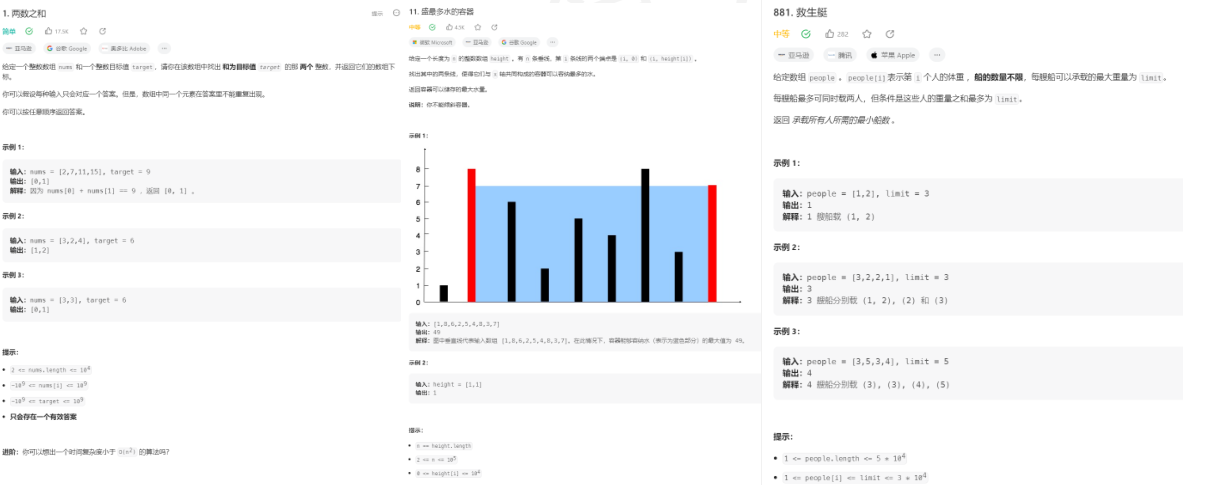 1. 两数之和
提示
简单 17.5K
亚马逊 谷歌 Google 奥多比 Adobe ···
给定一个整数数组 nums 和一个整数目标值 target，请你在该数组中找出 和为目标值 target 的那 两个 整数，并返回它们的数组下
标。
你可以假设每种输入只会对应一个答案。但是，数组中同一个元素在答案里不能重复出现。
你可以按任意顺序返回答案。
示例 1：
输入：nums = [2,7,11,15], target = 9
输出：[0,1]
解释：因为 nums[0] + nums[1] == 9 ，返回 [0, 1] 。
示例 2：
输入：nums = [3,2,4], target = 6
输出：[1,2]
示例 3：
输入：nums = [3,3], target = 6
输出：[0,1]
提示：
2 <= nums.length <= 10⁴
-10⁹ <= nums[i] <= 10⁹
-10⁹ <= target <= 10⁹
只会存在一个有效答案
进阶：你可以想出一个时间复杂度小于 O(n²) 的算法吗？
11. 盛最多水的容器
中等
微软 Microsoft 亚马逊 谷歌 Google ···
给定一个长度为 n 的整数数组 height 。有 n 条垂线，第 i 条线的两个端点是 (i, 0) 和 (i, height[i]) 。
找出其中的两条线，使得它们与 x 轴共同构成的容器可以容纳最多的水。
返回容器可以储存的最大水量。
说明：你不能倾斜容器。
示例 1：
8
7
6
5
4
3
2
1
0
输入：[1,8,6,2,5,4,8,3,7]
输出：49
解释：图中垂直线代表输入数组 [1,8,6,2,5,4,8,3,7]。在此情况下，容器能够容纳水（表示为蓝色部分）的最大值为 49。
示例 2：
输入：height = [1,1]
输出：1
提示：
n == height.length
2 <= n <= 10⁵
0 <= height[i] <= 10⁴
881. 救生艇
中等 282
亚马逊 腾讯 苹果 Apple ···
给定数组 people 。people[i]表示第 i 个人的体重 ，船的数量不限，每艘船可以承载的最大重量为 limit。
每艘船最多可同时载两人，但条件是这些人的重量之和最多为 limit。
返回 承载所有人所需的最小船数 。
示例 1：
输入：people = [1,2], limit = 3
输出：1
解释：1 艘船载 (1, 2)
示例 2：
输入：people = [3,2,2,1], limit = 3
输出：3
解释：3 艘船分别载 (1, 2), (2) 和 (3)
示例 3：
输入：people = [3,5,3,4], limit = 5
输出：4
解释：4 艘船分别载 (3), (3), (4), (5)
提示：
1 <= people.length <= 5 * 10⁴
1 <= people[i] <= limit <= 3 * 10⁴